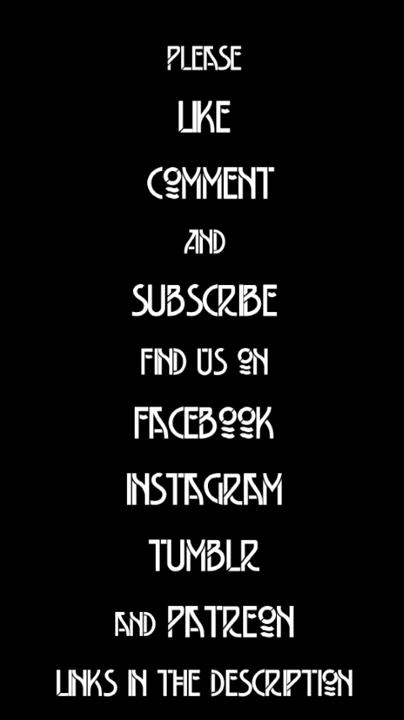 PLEASE
LIKE
COMMENT
AND
SUBSCRIBE
FIND US ON
FACEBOOK
INSTAGRAM
TUMBLR
AND PATREON
LINKS IN THE DESCRIPTION